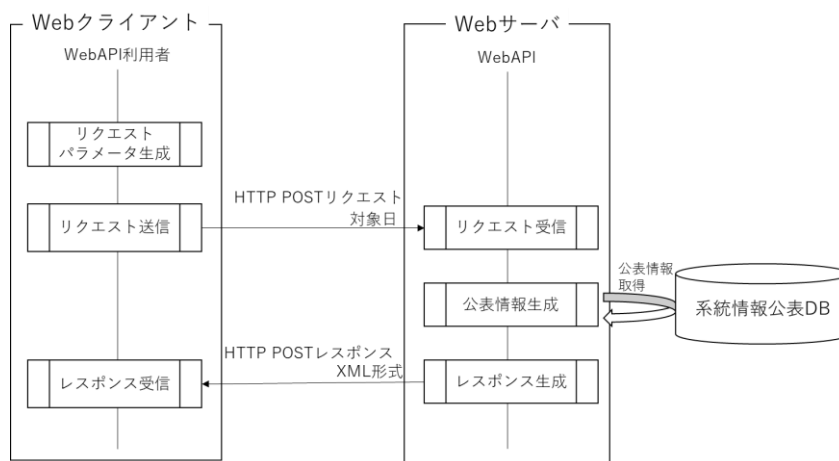 Webクライアント
WebAPI利用者
リクエスト
パラメータ生成
リクエスト送信
HTTP POSTリクエスト
対象日
Webサーバ
WebAPI
リクエスト受信
公表情報生成
公表情報
取得
系統情報公表DB
レスポンス生成
HTTP POSTレスポンス
XML形式
レスポンス受信